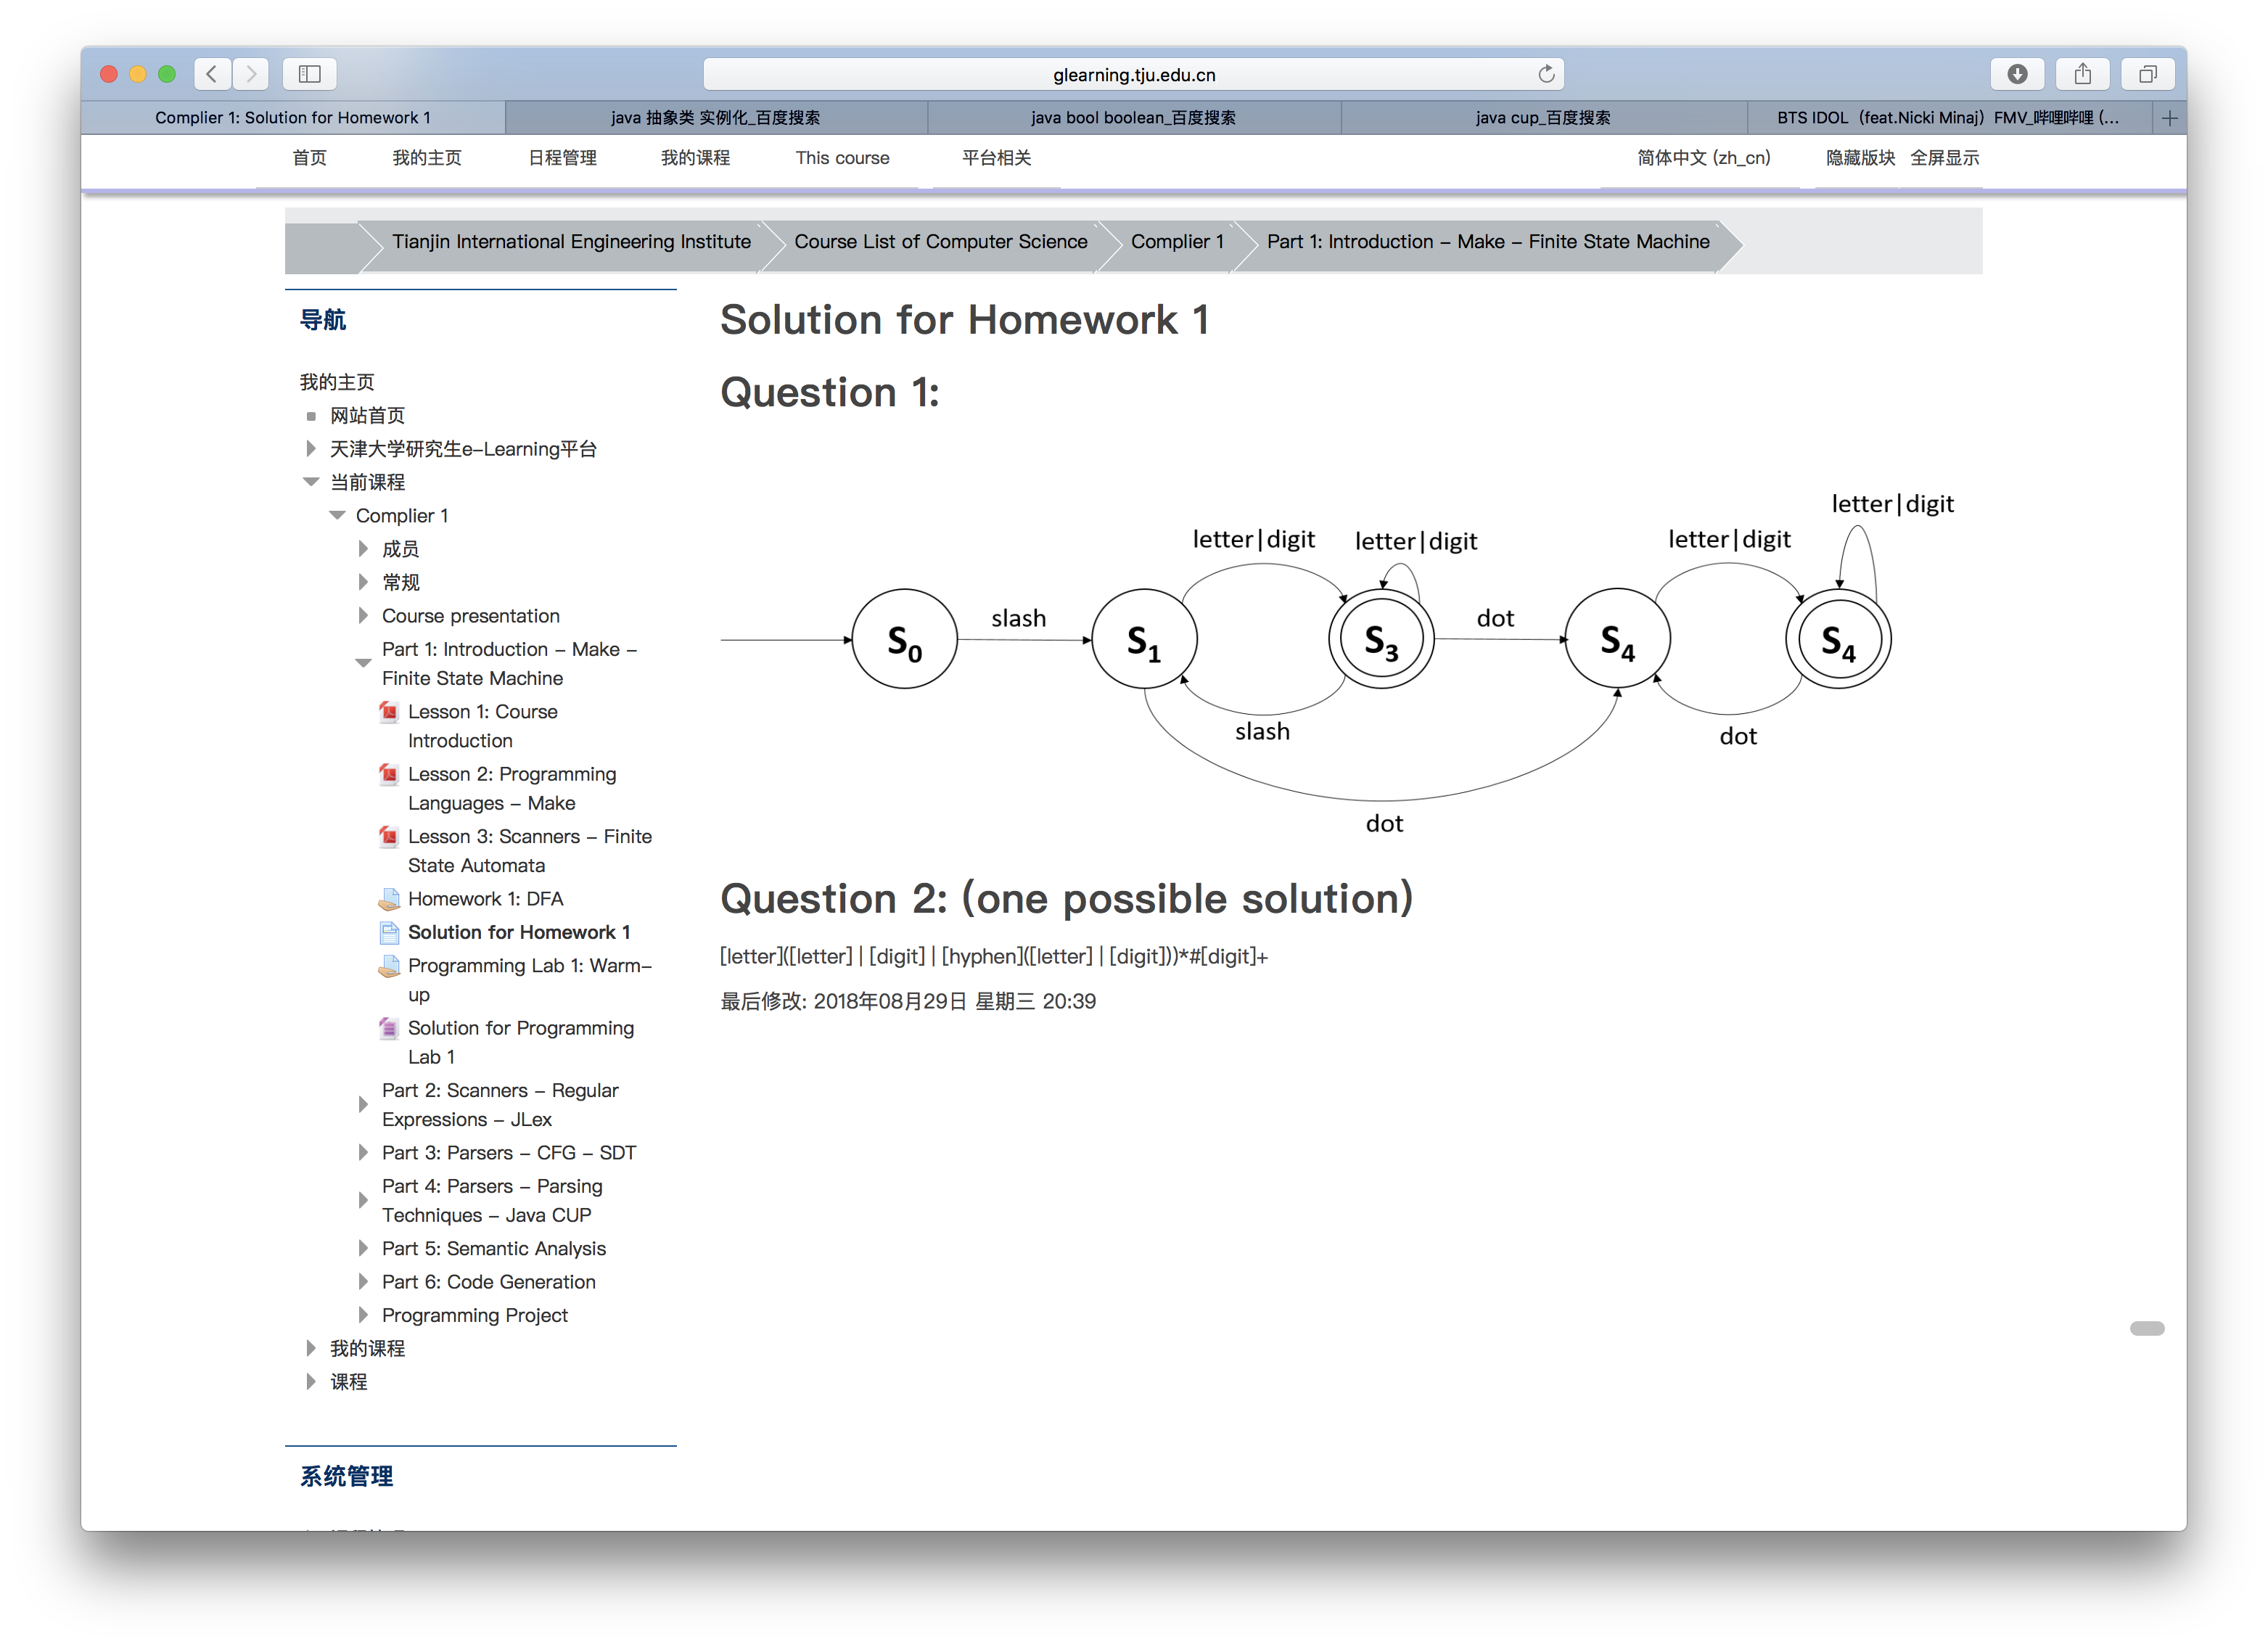 glearning.tju.edu.cn
Complier 1: Solution for Homework 1
java 抽象类 实例化_百度搜索
java bool boolean_百度搜索
java cup_百度搜索
BTS IDOL（feat.Nicki Minaj）FMV_哔哩哔哩 (...
首页
我的主页
日程管理
我的课程
This course
平台相关
简体中文 (zh_cn)
隐藏版块
全屏显示
Tianjin International Engineering Institute
Course List of Computer Science
Complier 1
Part 1: Introduction – Make – Finite State Machine
导航
我的主页
网站首页
天津大学研究生e-Learning平台
当前课程
Complier 1
成员
常规
Course presentation
Part 1: Introduction – Make –
Finite State Machine
Lesson 1: Course
Introduction
Lesson 2: Programming
Languages – Make
Lesson 3: Scanners – Finite
State Automata
Homework 1: DFA
Solution for Homework 1
Programming Lab 1: Warm-
up
Solution for Programming
Lab 1
Part 2: Scanners – Regular
Expressions – JLex
Part 3: Parsers – CFG – SDT
Part 4: Parsers – Parsing
Techniques – Java CUP
Part 5: Semantic Analysis
Part 6: Code Generation
Programming Project
我的课程
课程
系统管理
Solution for Homework 1
Question 1:
letter|digit
letter|digit
letter|digit
letter|digit
slash
dot
S0
S1
S3
S4
S4
slash
dot
dot
Question 2: (one possible solution)
[letter]([letter] | [digit] | [hyphen]([letter] | [digit]))*#[digit]+
最后修改: 2018年08月29日 星期三 20:39